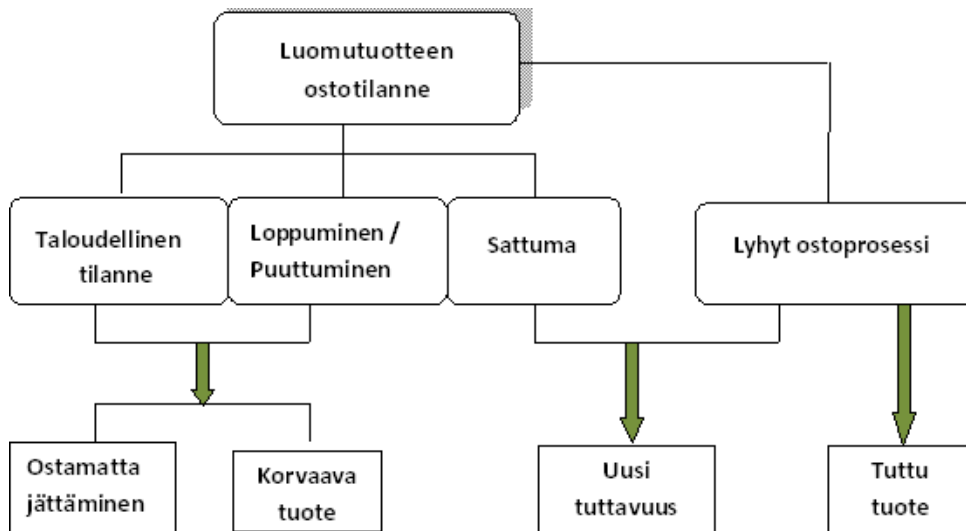 Luomutuotteen
ostotilanne
Taloudellinen
tilanne
Loppuminen /
Puuttuminen
Sattuma
Lyhyt ostoprosessi
Ostamatta
jättäminen
Korvaava
tuote
Uusi
tuttavuus
Tuttu
tuote